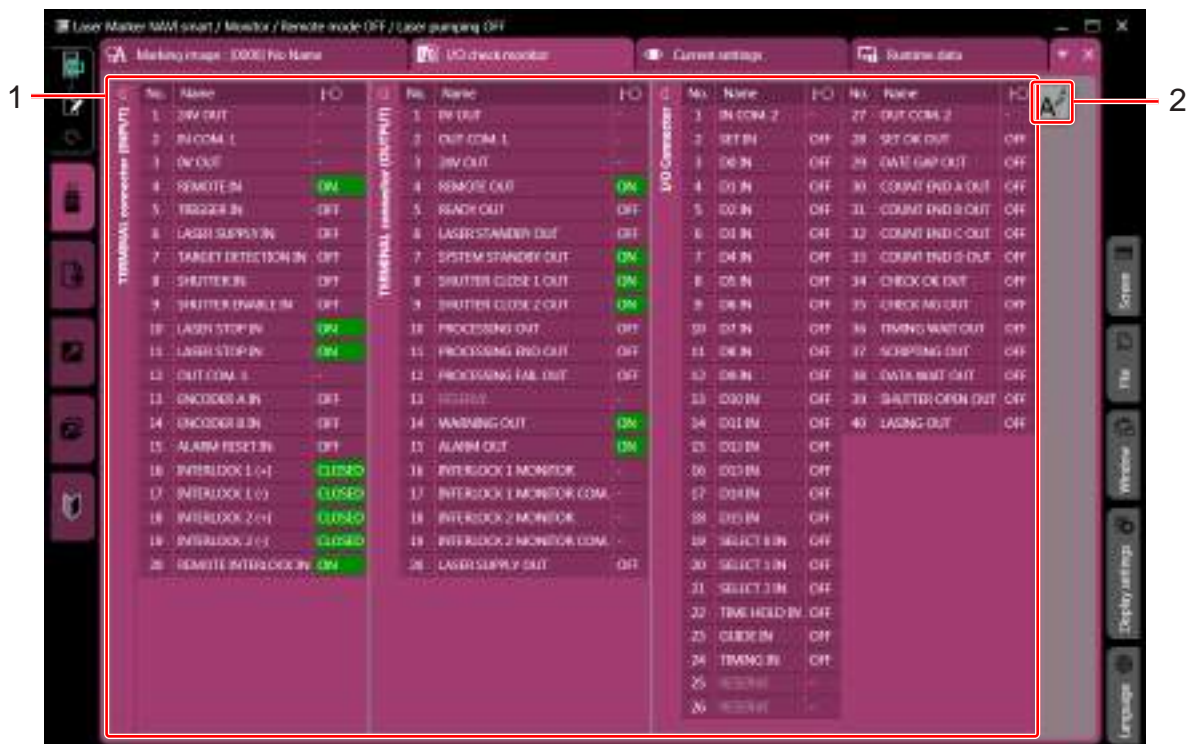 Laser Marker NAVI smart / Monitor / Remote mode OFF / Laser pumping OFF
Marking image : [0000] No Name
I/O check monitor
Current settings
Runtime data
1
2
TERMINAL connector (INPUT)
No. Name I-O
1 24V OUT -
2 IN COM. 1 -
3 0V OUT -
4 REMOTE IN ON
5 TRIGGER IN OFF
6 LASER SUPPLY IN OFF
7 TARGET DETECTION IN OFF
8 SHUTTER IN OFF
9 SHUTTER ENABLE IN OFF
10 LASER STOP IN ON
11 LASER STOP IN ON
12 OUT COM. 1 -
13 ENCODER A IN OFF
14 ENCODER B IN OFF
15 ALARM RESET IN OFF
16 INTERLOCK 1 (+) CLOSED
17 INTERLOCK 1 (-) CLOSED
18 INTERLOCK 2 (+) CLOSED
19 INTERLOCK 2 (-) CLOSED
20 REMOTE INTERLOCK IN ON
TERMINAL connector (OUTPUT)
No. Name I-O
1 0V OUT -
2 OUT COM. 1 -
3 24V OUT -
4 REMOTE OUT ON
5 READY OUT OFF
6 LASER STANDBY OUT OFF
7 SYSTEM STANDBY OUT ON
8 SHUTTER CLOSE 1 OUT ON
9 SHUTTER CLOSE 2 OUT ON
10 PROCESSING OUT OFF
11 PROCESSING END OUT OFF
12 PROCESSING FAIL OUT OFF
13 RESERVE -
14 WARNING OUT ON
15 ALARM OUT ON
16 INTERLOCK 1 MONITOR -
17 INTERLOCK 1 MONITOR COM. -
18 INTERLOCK 2 MONITOR -
19 INTERLOCK 2 MONITOR COM. -
20 LASER SUPPLY OUT OFF
I/O Connector
No. Name I-O
1 IN COM. 2 -
2 SET IN OFF
3 D0 IN OFF
4 D1 IN OFF
5 D2 IN OFF
6 D3 IN OFF
7 D4 IN OFF
8 D5 IN OFF
9 D6 IN OFF
10 D7 IN OFF
11 D8 IN OFF
12 D9 IN OFF
13 D10 IN OFF
14 D11 IN OFF
15 D12 IN OFF
16 D13 IN OFF
17 D14 IN OFF
18 D15 IN OFF
19 SELECT 0 IN OFF
20 SELECT 1 IN OFF
21 SELECT 2 IN OFF
22 TIME HOLD IN OFF
23 GUIDE IN OFF
24 TIMING IN OFF
25 RESERVE -
26 RESERVE -
No. Name I-O
27 OUT COM. 2 -
28 SET OK OUT OFF
29 DATE GAP OUT OFF
30 COUNT END A OUT OFF
31 COUNT END B OUT OFF
32 COUNT END C OUT OFF
33 COUNT END D OUT OFF
34 CHECK OK OUT OFF
35 CHECK NG OUT OFF
36 TIMING WAIT OUT OFF
37 SCRIPTING OUT OFF
38 DATA WAIT OUT OFF
39 SHUTTER OPEN OUT OFF
40 LASING OUT OFF
Screen
File
Window
Display settings
Language